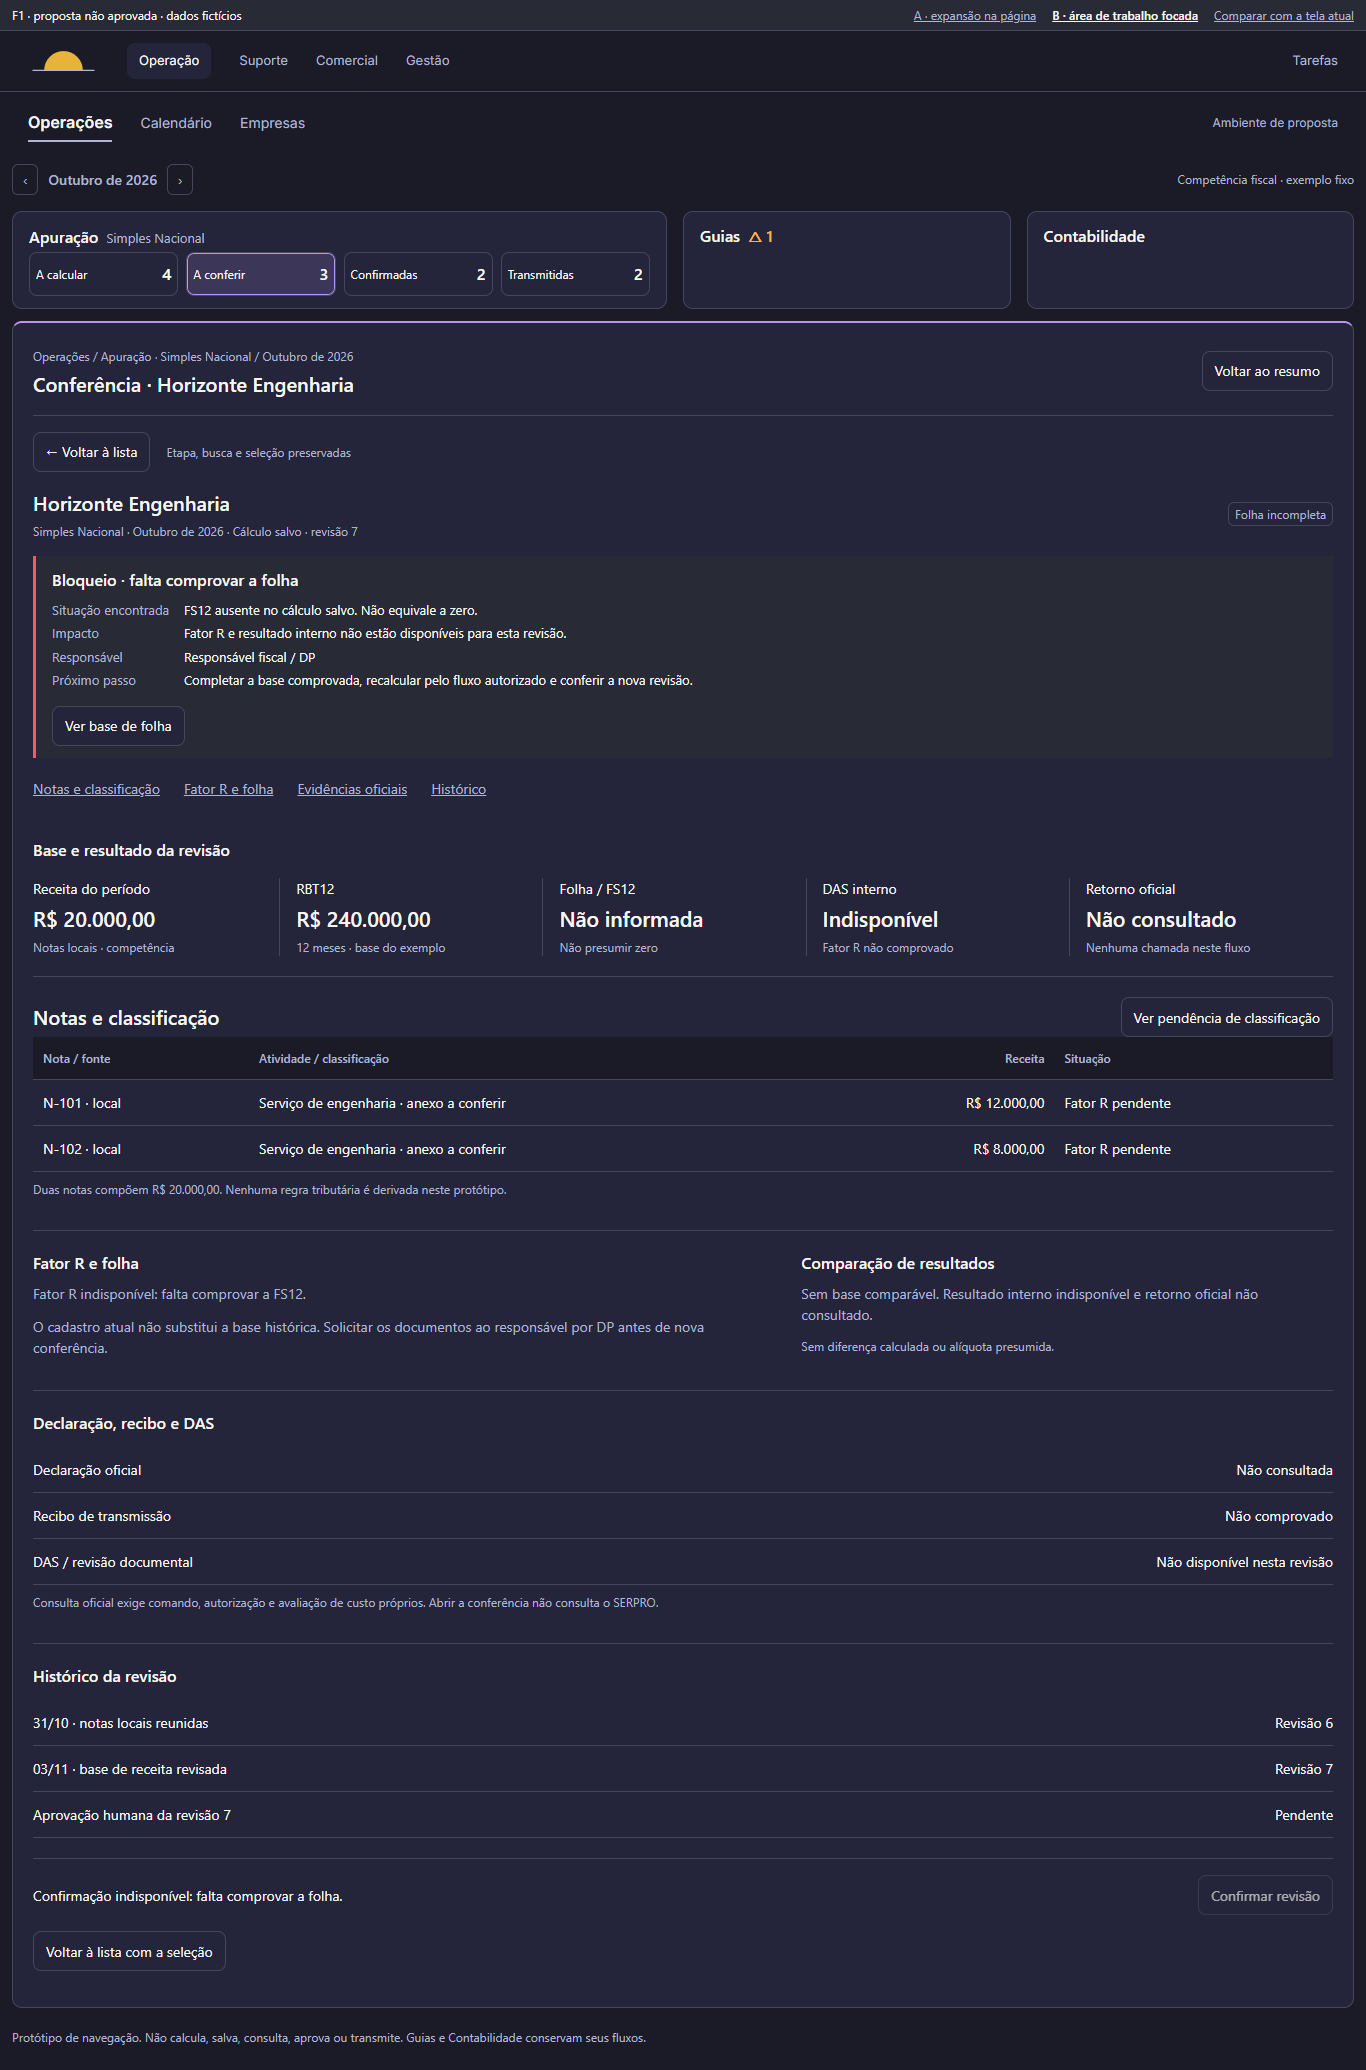 F1 · proposta não aprovada · dados fictícios
A · expansão na página
B · área de trabalho focada
Comparar com a tela atual
Operação
Suporte
Comercial
Gestão
Tarefas
Operações
Calendário
Empresas
Ambiente de proposta
‹ Outubro de 2026 ›
Competência fiscal · exemplo fixo
Apuração Simples Nacional
A calcular 4
A conferir 3
Confirmadas 2
Transmitidas 2
Guias △ 1
Contabilidade
Operações / Apuração · Simples Nacional / Outubro de 2026
Conferência · Horizonte Engenharia
Voltar ao resumo
← Voltar à lista
Etapa, busca e seleção preservadas
Horizonte Engenharia
Simples Nacional · Outubro de 2026 · Cálculo salvo · revisão 7
Folha incompleta
Bloqueio · falta comprovar a folha
Situação encontrada FS12 ausente no cálculo salvo. Não equivale a zero.
Impacto Fator R e resultado interno não estão disponíveis para esta revisão.
Responsável Responsável fiscal / DP
Próximo passo Completar a base comprovada, recalcular pelo fluxo autorizado e conferir a nova revisão.
Ver base de folha
Notas e classificação
Fator R e folha
Evidências oficiais
Histórico
Base e resultado da revisão
Receita do período
R$ 20.000,00
Notas locais · competência
RBT12
R$ 240.000,00
12 meses · base do exemplo
Folha / FS12
Não informada
Não presumir zero
DAS interno
Indisponível
Fator R não comprovado
Retorno oficial
Não consultado
Nenhuma chamada neste fluxo
Notas e classificação
Ver pendência de classificação
Nota / fonte Atividade / classificação Receita Situação
N-101 · local Serviço de engenharia · anexo a conferir R$ 12.000,00 Fator R pendente
N-102 · local Serviço de engenharia · anexo a conferir R$ 8.000,00 Fator R pendente
Duas notas compõem R$ 20.000,00. Nenhuma regra tributária é derivada neste protótipo.
Fator R e folha
Fator R indisponível: falta comprovar a FS12.
O cadastro atual não substitui a base histórica. Solicitar os documentos ao responsável por DP antes de nova
conferência.
Comparação de resultados
Sem base comparável. Resultado interno indisponível e retorno oficial não
consultado.
Sem diferença calculada ou alíquota presumida.
Declaração, recibo e DAS
Declaração oficial Não consultada
Recibo de transmissão Não comprovado
DAS / revisão documental Não disponível nesta revisão
Consulta oficial exige comando, autorização e avaliação de custo próprios. Abrir a conferência não consulta o SERPRO.
Histórico da revisão
31/10 · notas locais reunidas Revisão 6
03/11 · base de receita revisada Revisão 7
Aprovação humana da revisão 7 Pendente
Confirmação indisponível: falta comprovar a folha.
Confirmar revisão
Voltar à lista com a seleção
Protótipo de navegação. Não calcula, salva, consulta, aprova ou transmite. Guias e Contabilidade conservam seus fluxos.